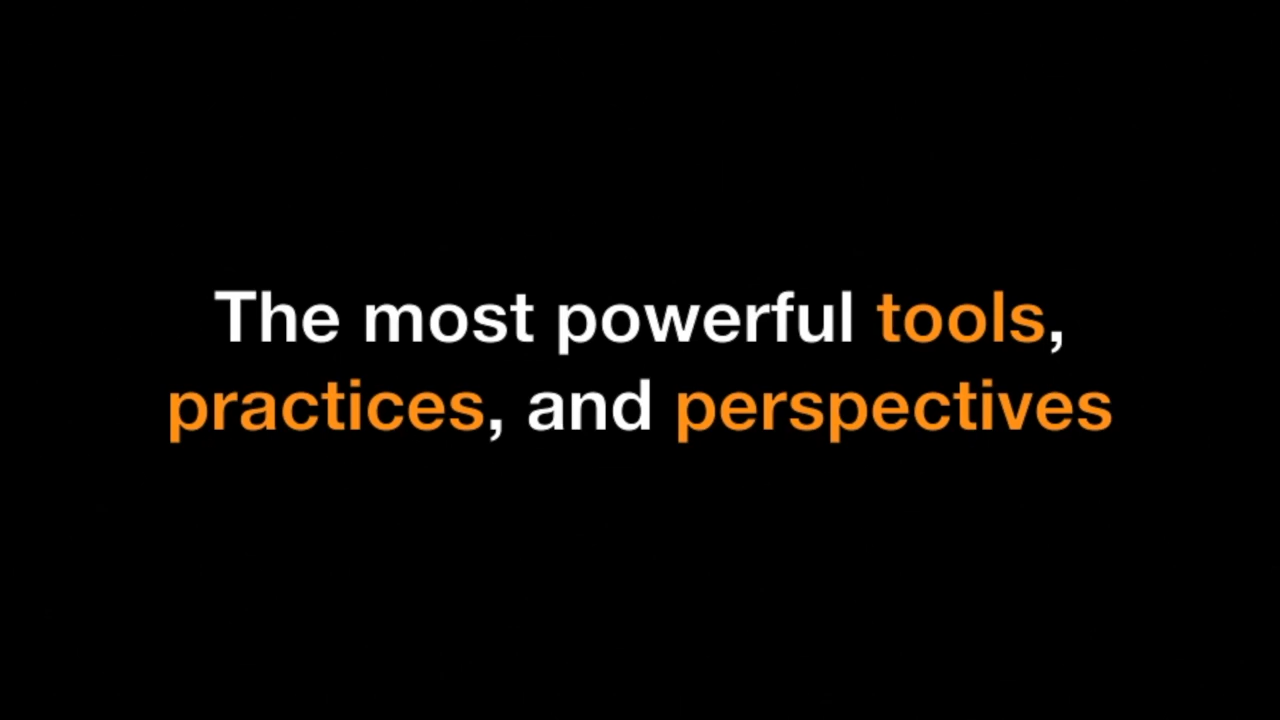 The most powerful tools,
practices, and perspectives